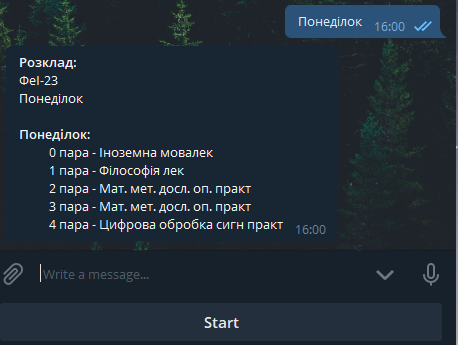 Понеділок
16:00
Розклад:
ФеІ-23
Понеділок
Понеділок:
0 пара - Іноземна мовалек
1 пара - Філософія лек
2 пара - Мат. мет. досл. оп. практ
3 пара - Мат. мет. досл. оп. практ
4 пара - Цифрова обробка сигн практ
16:00
Write a message...
Start